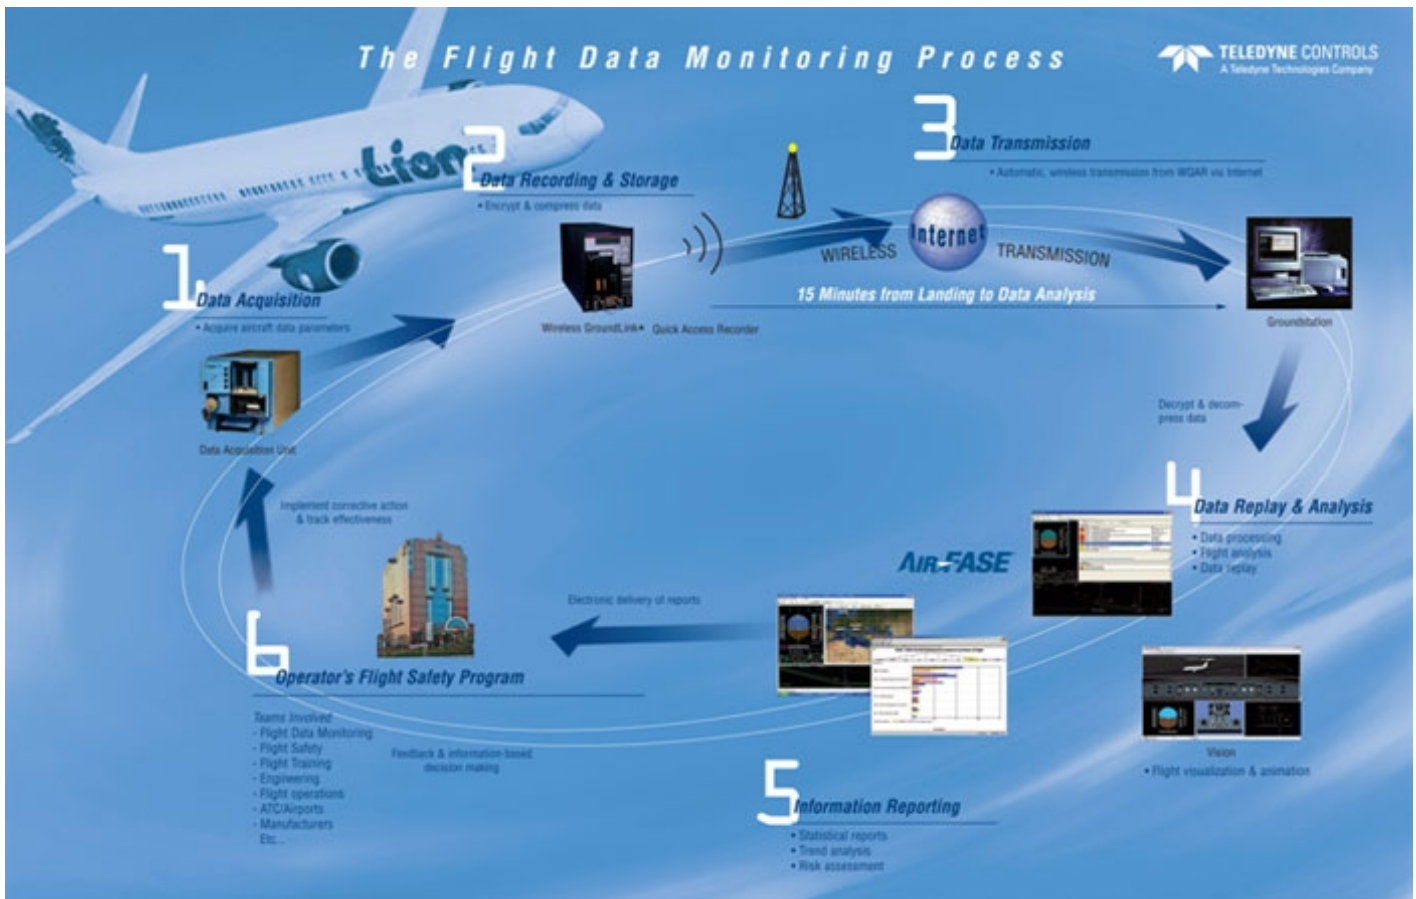 The Flight Data Monitoring Process
TELEDYNE CONTROLS
A Teledyne Technologies Company
Lion
1
Data Acquisition
• Acquire aircraft data parameters
Data Acquisition Unit
2
Data Recording & Storage
• Encrypt & compress data
Wireless GroundLink• Quick Access Recorder
3
Data Transmission
• Automatic, wireless transmission from WQAR via Internet
WIRELESS
Internet
TRANSMISSION
15 Minutes from Landing to Data Analysis
Groundstation
Decrypt & decom-
press data
4
Data Replay & Analysis
• Data processing
• Flight analysis
• Data replay
AIRFASE
Vision
• Flight visualization & animation
5
Information Reporting
• Statistical reports
• Trend analysis
• Risk assessment
Electronic delivery of reports
6
Operator's Flight Safety Program
Teams Involved
- Flight Data Monitoring
- Flight Safety
- Flight Training
- Engineering
- Flight operations
- ATC/Airports
- Manufacturers
Etc...
Feedback & information-based
decision making
Implement corrective action
& track effectiveness